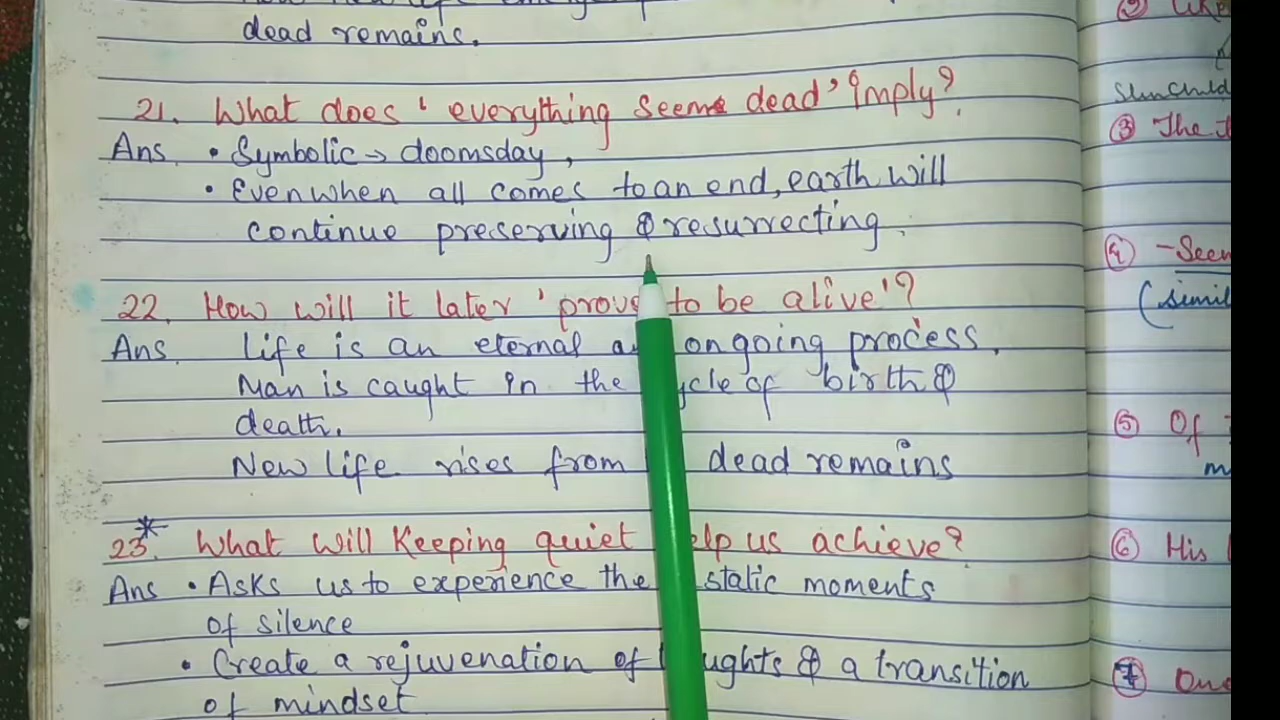 dead remains.
21. What does 'everything seems dead' imply?
Ans. • Symbolic → doomsday,
• Even when all comes to an end, earth will
continue preserving & resurrecting.
22. How will it later 'prove to be alive'?
Ans. Life is an eternal ongoing process.
Man is caught in the of birth &
death.
New life rises from dead remains
23*. What will Keeping quiet us achieve?
Ans • Asks us to experience the static moments
of silence
• Create a rejuvenation of & a transition
of mindset
③ The
④ - Seem
⑤ Of
⑥ His
⑦